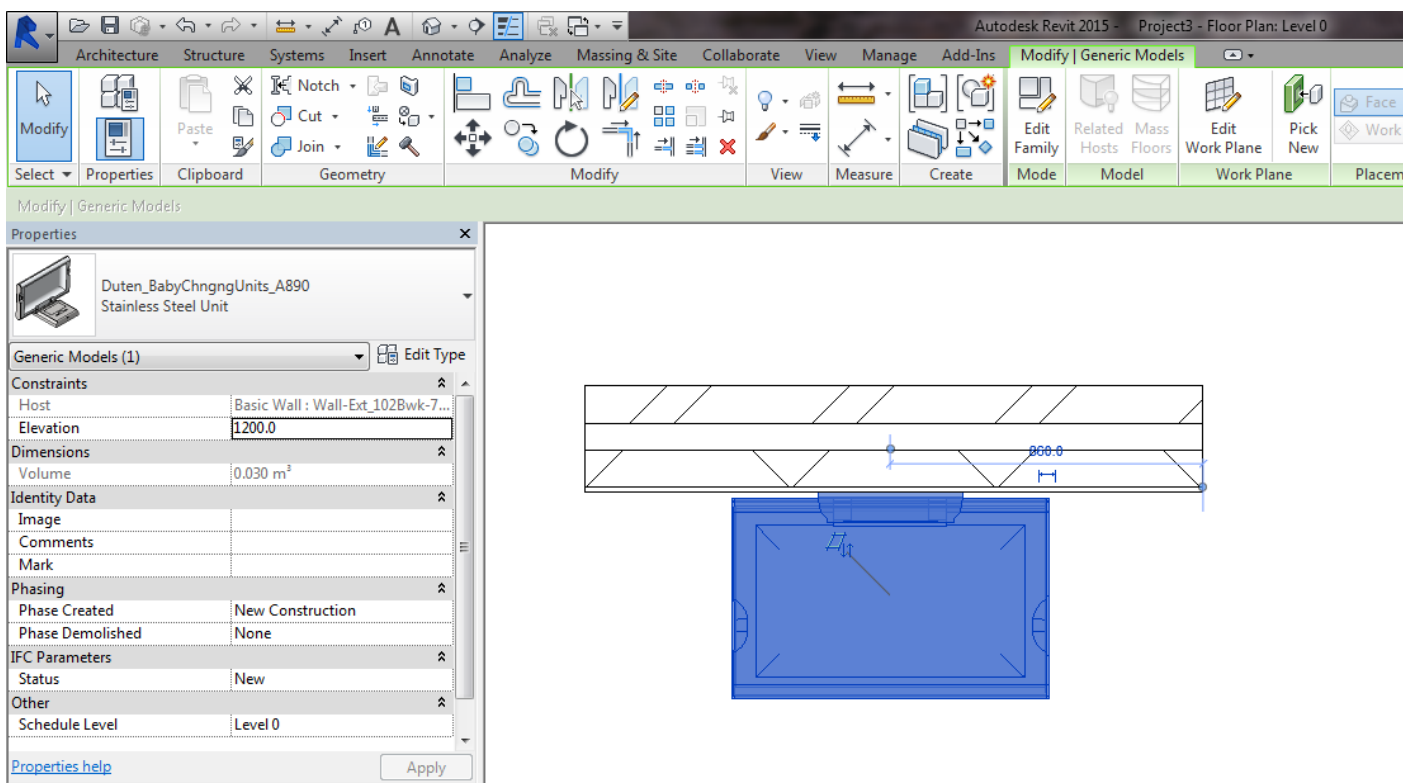 Autodesk Revit 2015 - Project3 - Floor Plan: Level 0
Architecture Structure Systems Insert Annotate Analyze Massing & Site Collaborate View Manage Add-Ins Modify | Generic Models
Modify
Paste
Notch
Cut
Join
Edit Family
Related Hosts
Mass Floors
Edit Work Plane
Pick New
Face
Work
Select Properties Clipboard Geometry Modify View Measure Create Mode Model Work Plane Placem
Modify | Generic Models
Properties
Duten_BabyChngngUnits_A890
Stainless Steel Unit
Generic Models (1) Edit Type
Constraints
Host Basic Wall : Wall-Ext_102Bwk-7...
Elevation 1200.0
Dimensions
Volume 0.030 m³
Identity Data
Image
Comments
Mark
Phasing
Phase Created New Construction
Phase Demolished None
IFC Parameters
Status New
Other
Schedule Level Level 0
Properties help Apply